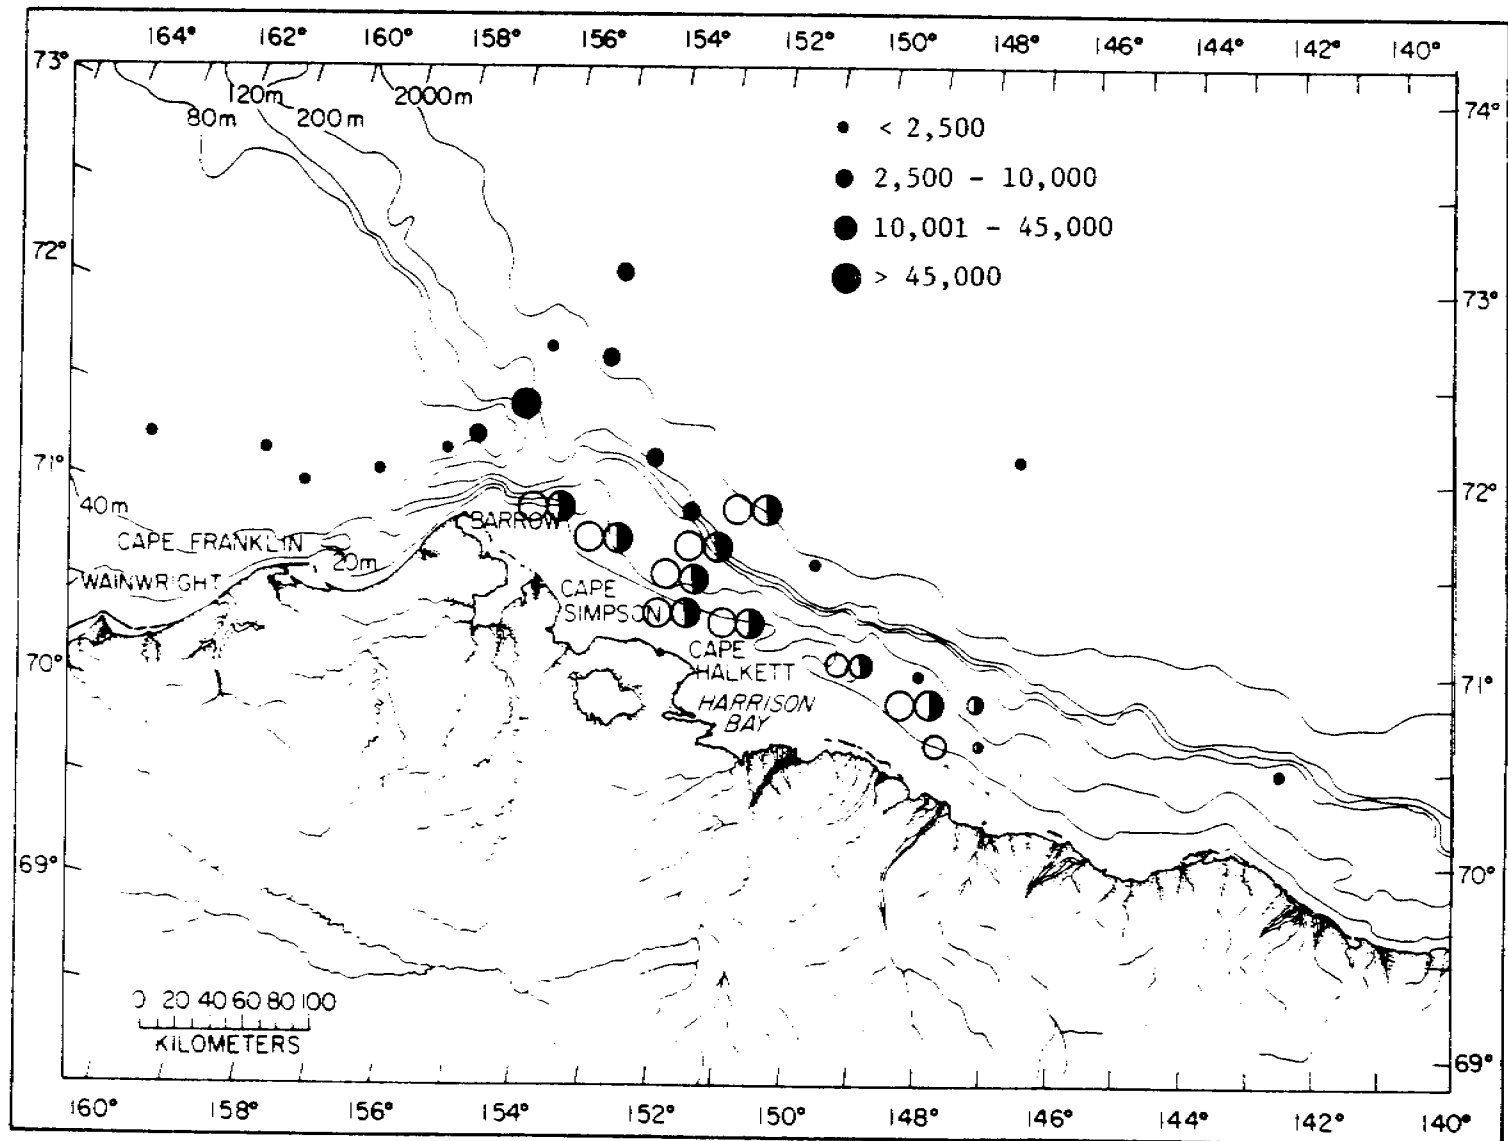 164° 162° 160° 158° 156° 154° 152° 150° 148° 146° 144° 142° 140°
73°
120m 2000m
80m 200m
74°
< 2,500
2,500 - 10,000
10,001 - 45,000
> 45,000
72°
73°
71°
72°
40m
BARROW
CAPE FRANKLIN
20m
WAINWRIGHT
CAPE
SIMPSON
70°
CAPE
HALKETT
71°
HARRISON
BAY
69°
70°
0 20 40 60 80 100
KILOMETERS
69°
160° 158° 156° 154° 152° 150° 148° 146° 144° 142° 140°